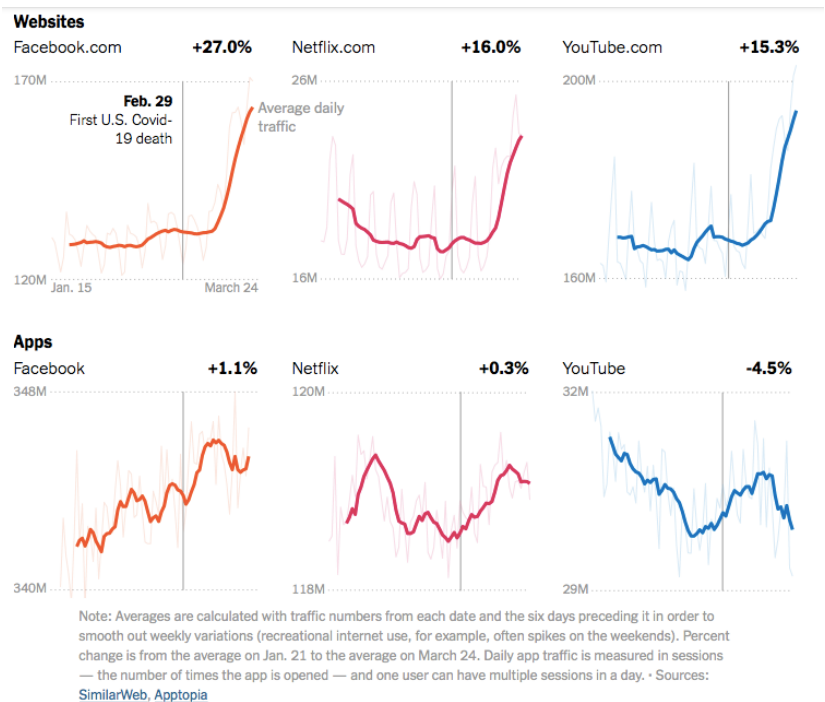 Websites
Facebook.com +27.0% Netflix.com +16.0% YouTube.com +15.3%
170M 26M 200M
Feb. 29
First U.S. Covid-
19 death
Average daily
traffic
120M 16M 160M
Jan. 15 March 24
Apps
Facebook +1.1% Netflix +0.3% YouTube -4.5%
348M 120M 32M
340M 118M 29M
Note: Averages are calculated with traffic numbers from each date and the six days preceding it in order to
smooth out weekly variations (recreational internet use, for example, often spikes on the weekends). Percent
change is from the average on Jan. 21 to the average on March 24. Daily app traffic is measured in sessions
— the number of times the app is opened — and one user can have multiple sessions in a day. • Sources:
SimilarWeb, Apptopia